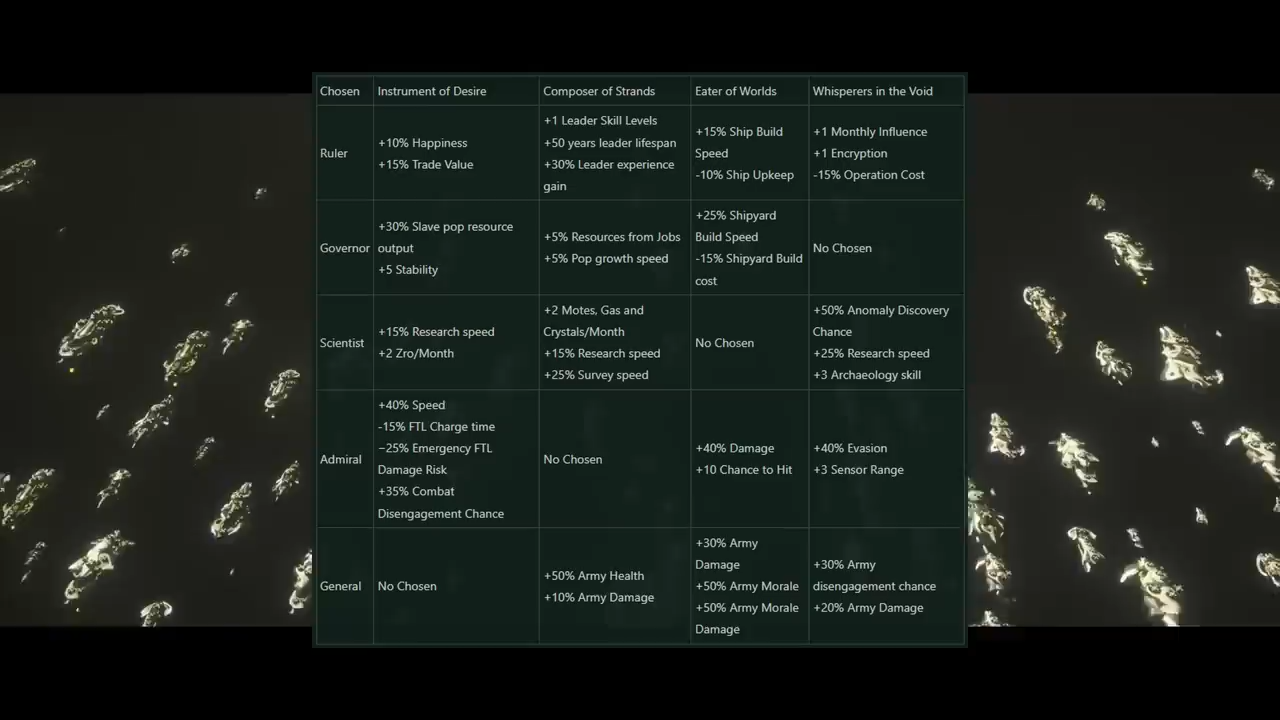 Chosen
Instrument of Desire
Composer of Strands
Eater of Worlds
Whisperers in the Void
Ruler
+10% Happiness
+15% Trade Value
+1 Leader Skill Levels
+50 years leader lifespan
+30% Leader experience
gain
+15% Ship Build
Speed
-10% Ship Upkeep
+1 Monthly Influence
+1 Encryption
-15% Operation Cost
Governor
+30% Slave pop resource
output
+5 Stability
+5% Resources from Jobs
+5% Pop growth speed
+25% Shipyard
Build Speed
-15% Shipyard Build
cost
No Chosen
Scientist
+15% Research speed
+2 Zro/Month
+2 Motes, Gas and
Crystals/Month
+15% Research speed
+25% Survey speed
No Chosen
+50% Anomaly Discovery
Chance
+25% Research speed
+3 Archaeology skill
Admiral
+40% Speed
-15% FTL Charge time
−25% Emergency FTL
Damage Risk
+35% Combat
Disengagement Chance
No Chosen
+40% Damage
+10 Chance to Hit
+40% Evasion
+3 Sensor Range
General
No Chosen
+50% Army Health
+10% Army Damage
+30% Army
Damage
+50% Army Morale
+50% Army Morale
Damage
+30% Army
disengagement chance
+20% Army Damage